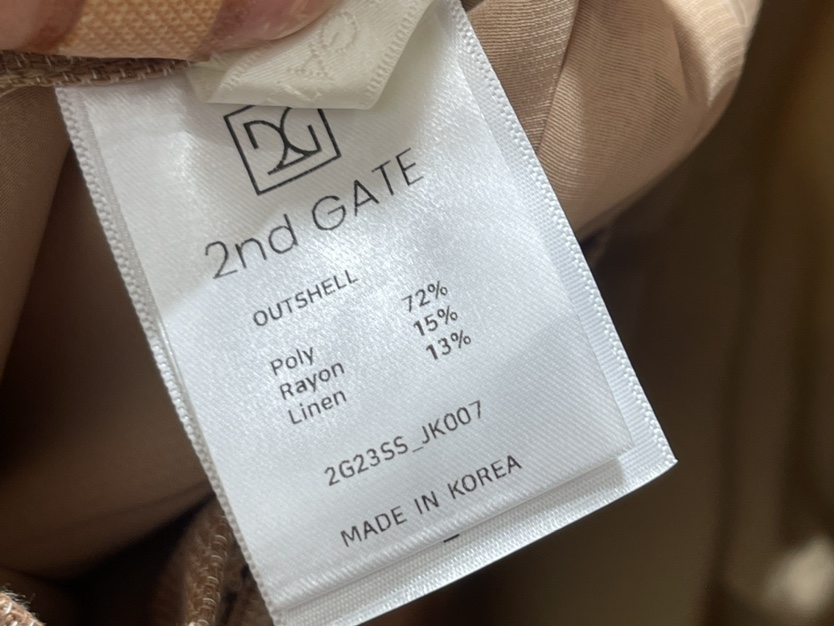 2nd GATE
OUTSHELL
Poly 72%
Rayon 15%
Linen 13%
2G23SS_JK007
MADE IN KOREA